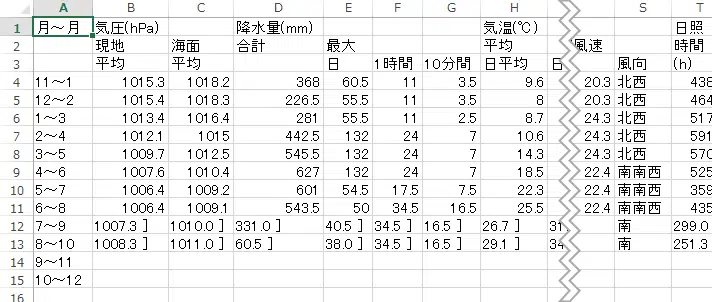 A B C D E F G H S T
1 月～月 気圧(hPa) 降水量(mm) 気温(℃) 日照
2 現地 海面 合計 最大 平均 風速 時間
3 平均 平均 日 1時間 10分間 日平均 日 風向 (h)
4 11～1 1015.3 1018.2 368 60.5 11 3.5 9.6 20.3 北西 438
5 12～2 1015.4 1018.3 226.5 55.5 11 3.5 8 20.3 北西 464
6 1～3 1013.4 1016.4 281 55.5 11 2.5 8.7 24.3 北西 517
7 2～4 1012.1 1015 442.5 132 24 7 10.6 24.3 北西 591
8 3～5 1009.7 1012.5 545.5 132 24 7 14.3 24.3 北西 570
9 4～6 1007.6 1010.4 627 132 24 7 18.5 22.4 南南西 525
10 5～7 1006.4 1009.2 601 54.5 17.5 7.5 22.3 22.4 南南西 359
11 6～8 1006.4 1009.1 543.5 50 34.5 16.5 25.5 22.4 南南西 435
12 7～9 1007.3 ] 1010.0 ] 331.0 ] 40.5 ] 34.5 ] 16.5 ] 26.7 ] 31 南 299.0
13 8～10 1008.3 ] 1011.0 ] 60.5 ] 38.0 ] 34.5 ] 16.5 ] 29.1 ] 34 南 251.3
14 9～11
15 10～12
16